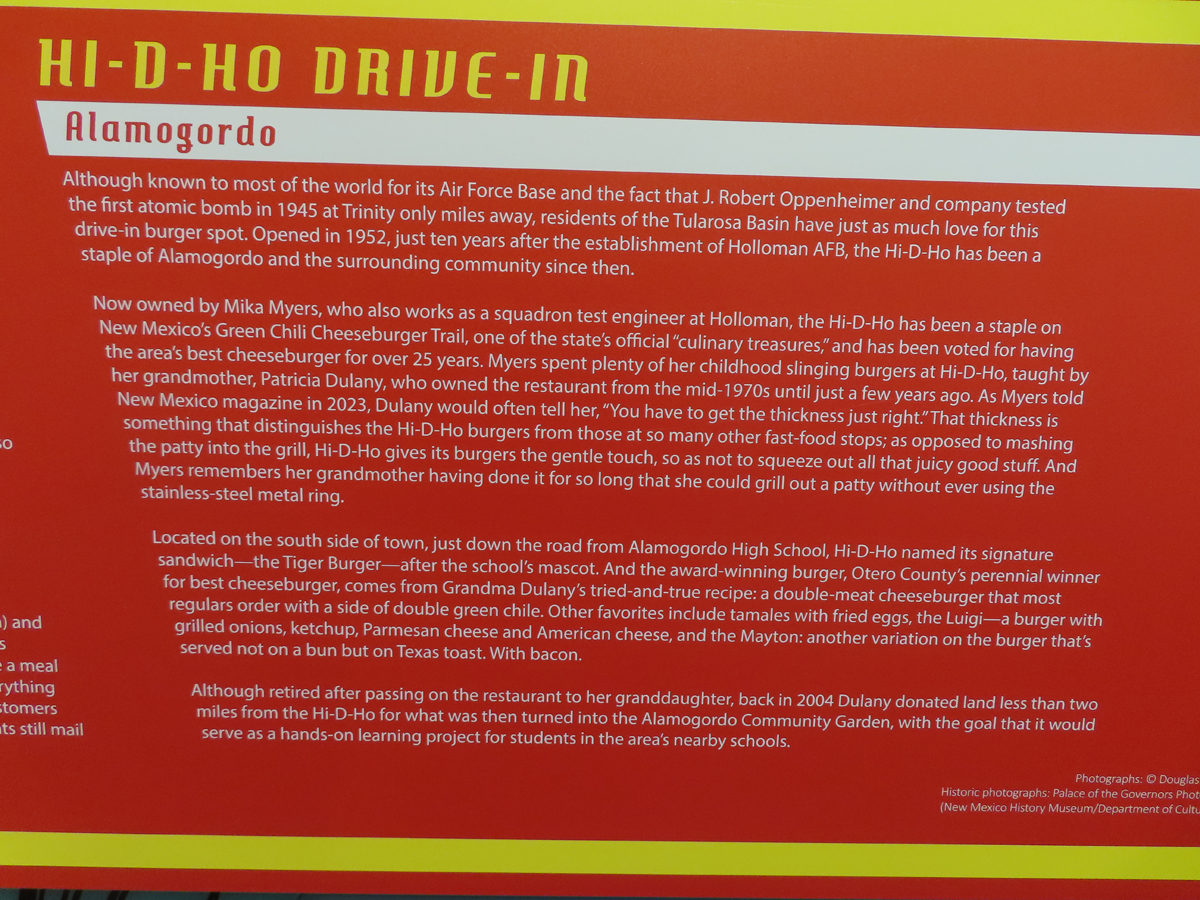 HI-D-HO DRIVE-IN
Alamogordo
Although known to most of the world for its Air Force Base and the fact that J. Robert Oppenheimer and company tested
the first atomic bomb in 1945 at Trinity only miles away, residents of the Tularosa Basin have just as much love for this
drive-in burger spot. Opened in 1952, just ten years after the establishment of Holloman AFB, the Hi-D-Ho has been a
staple of Alamogordo and the surrounding community since then.
Now owned by Mika Myers, who also works as a squadron test engineer at Holloman, the Hi-D-Ho has been a staple on
New Mexico's Green Chili Cheeseburger Trail, one of the state's official “culinary treasures,” and has been voted for having
the area's best cheeseburger for over 25 years. Myers spent plenty of her childhood slinging burgers at Hi-D-Ho, taught by
her grandmother, Patricia Dulany, who owned the restaurant from the mid-1970s until just a few years ago. As Myers told
New Mexico magazine in 2023, Dulany would often tell her, “You have to get the thickness just right.” That thickness is
something that distinguishes the Hi-D-Ho burgers from those at so many other fast-food stops; as opposed to mashing
the patty into the grill, Hi-D-Ho gives its burgers the gentle touch, so as not to squeeze out all that juicy good stuff. And
Myers remembers her grandmother having done it for so long that she could grill out a patty without ever using the
stainless-steel metal ring.
Located on the south side of town, just down the road from Alamogordo High School, Hi-D-Ho named its signature
sandwich—the Tiger Burger—after the school's mascot. And the award-winning burger, Otero County's perennial winner
for best cheeseburger, comes from Grandma Dulany's tried-and-true recipe: a double-meat cheeseburger that most
regulars order with a side of double green chile. Other favorites include tamales with fried eggs, the Luigi—a burger with
grilled onions, ketchup, Parmesan cheese and American cheese, and the Mayton: another variation on the burger that's
served not on a bun but on Texas toast. With bacon.
Although retired after passing on the restaurant to her granddaughter, back in 2004 Dulany donated land less than two
miles from the Hi-D-Ho for what was then turned into the Alamogordo Community Garden, with the goal that it would
serve as a hands-on learning project for students in the area's nearby schools.
) and
a meal
still mail
Photographs: © Douglas
Historic photographs: Palace of the Governors
(New Mexico History Museum/Department of